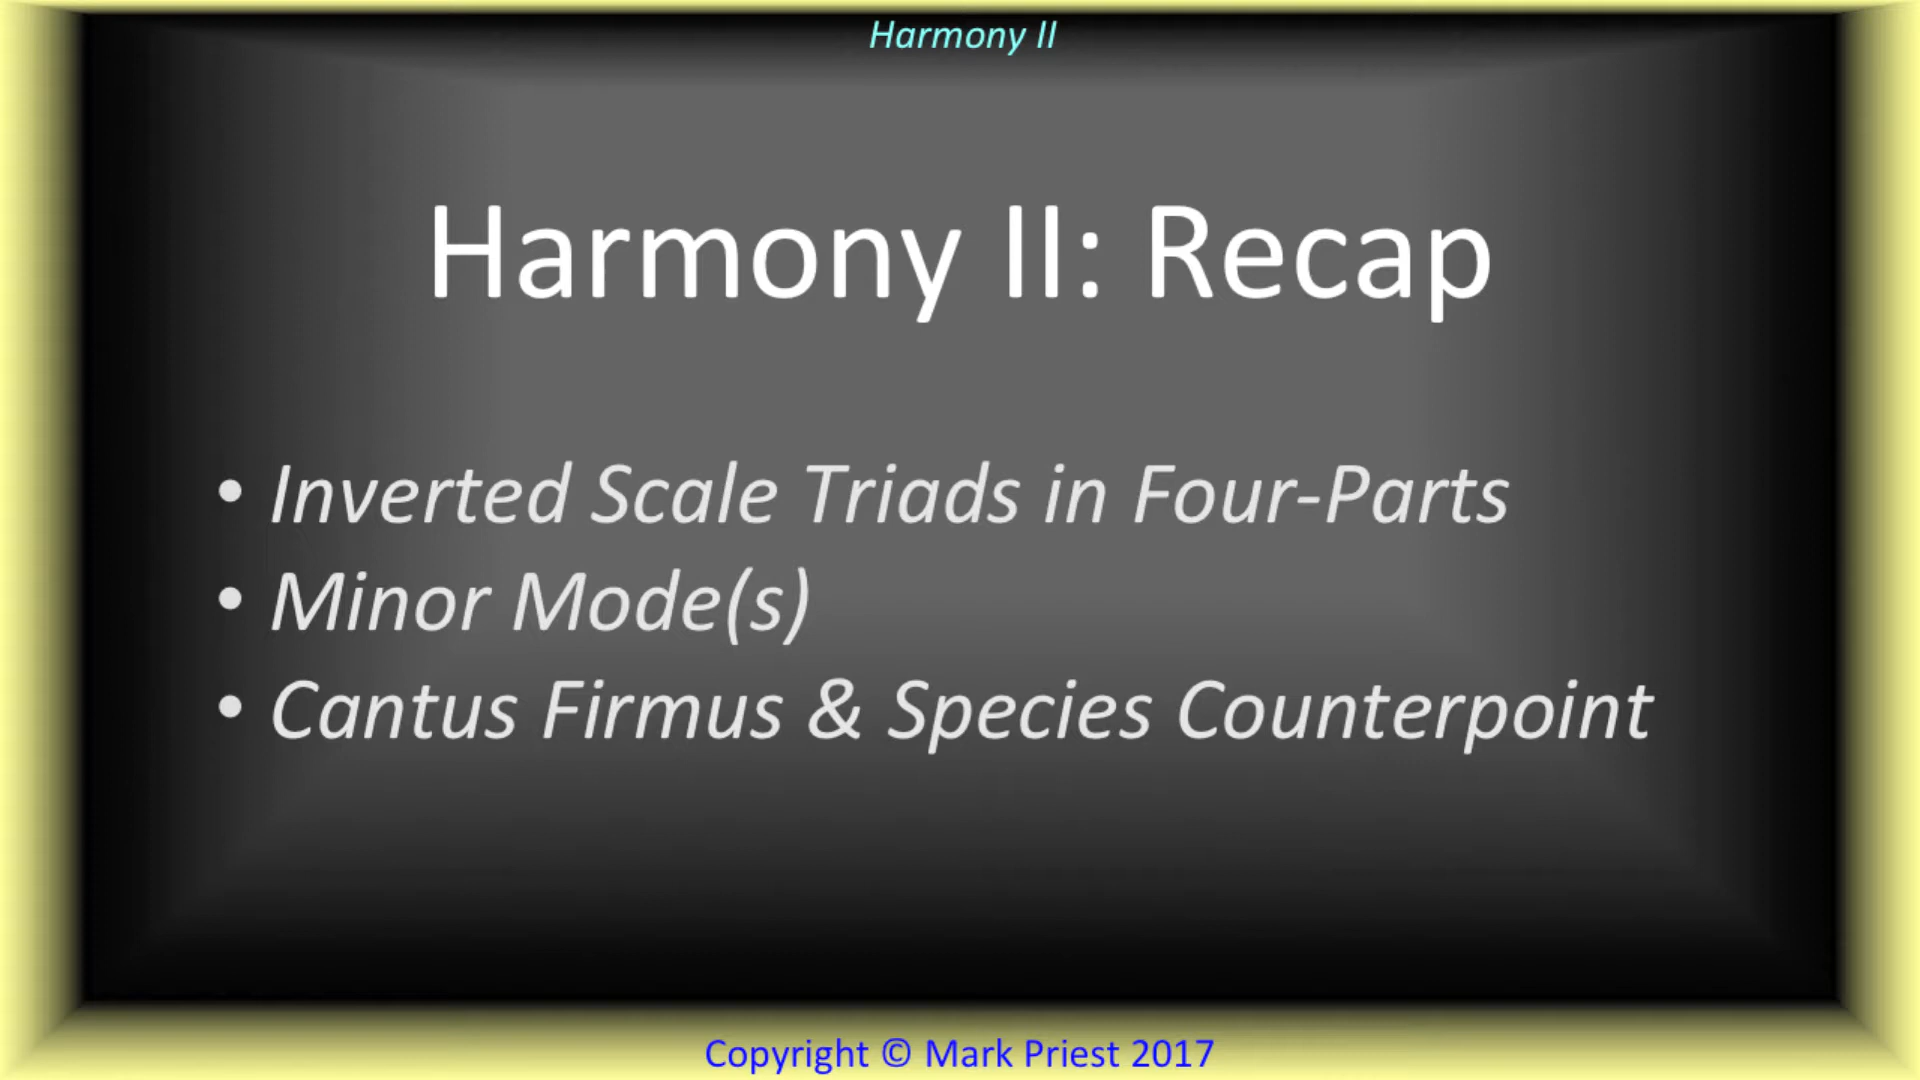 Harmony II
Harmony II: Recap
• Inverted Scale Triads in Four-Parts
• Minor Mode(s)
• Cantus Firmus & Species Counterpoint
Copyright © Mark Priest 2017